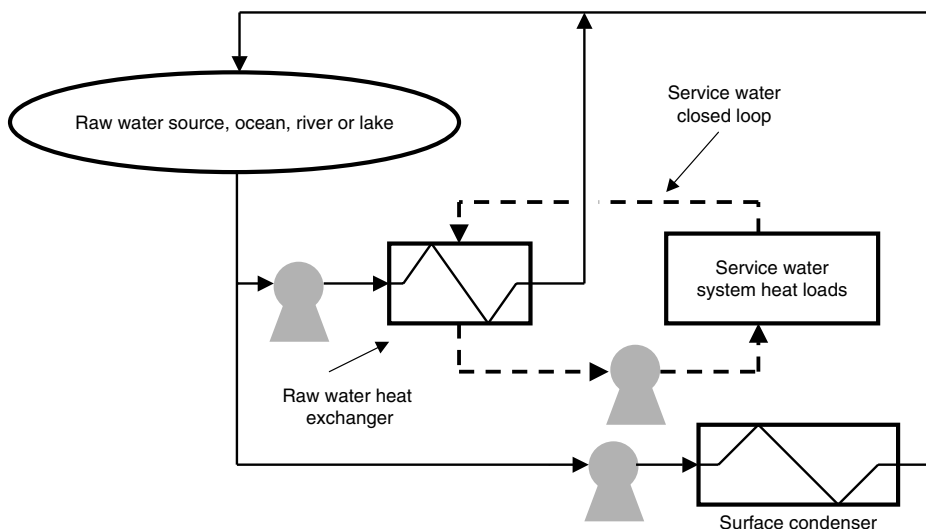 Raw water source, ocean, river or lake
Service water
closed loop
Service water
system heat loads
Raw water heat
exchanger
Surface condenser